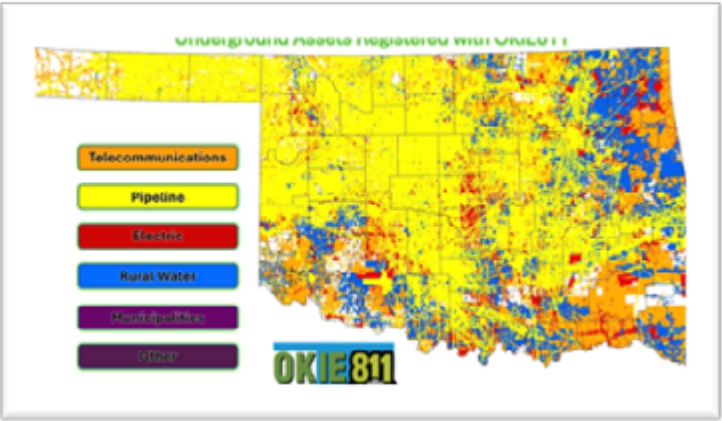 Underground Assets Registered with OKIE811
Telecommunications
Pipeline
Electric
Rural Water
Municipalities
Other
OKIE811